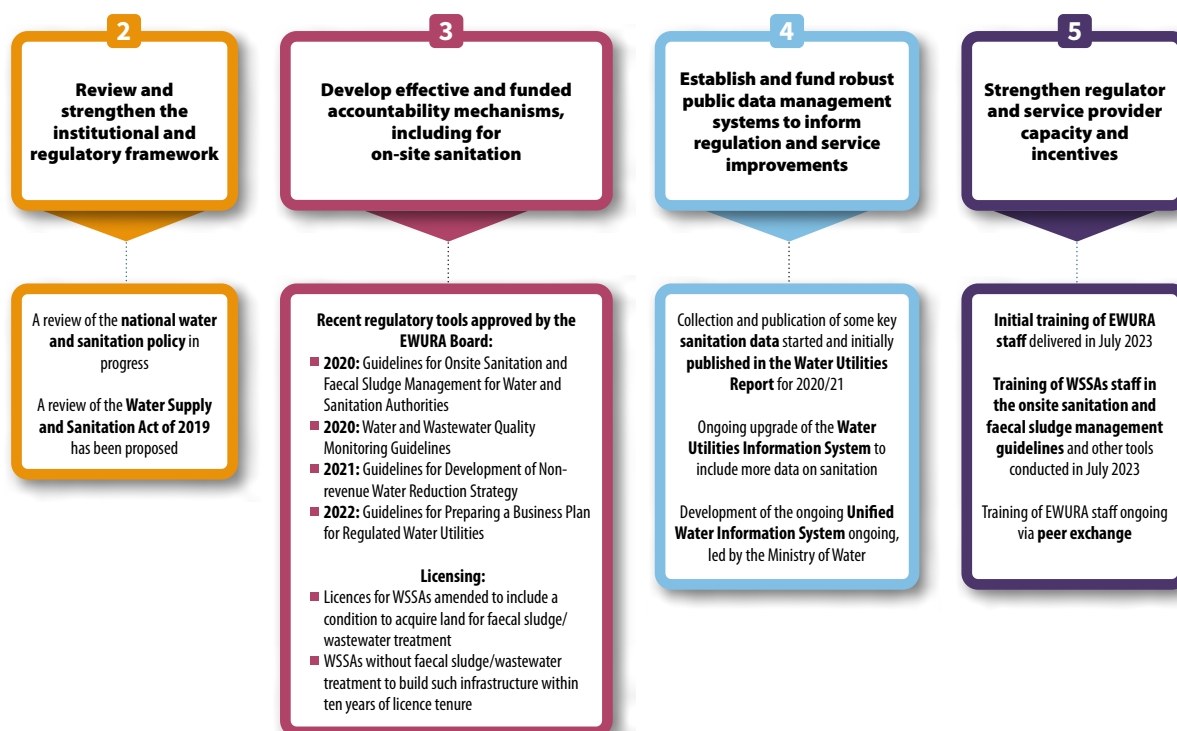 2
Review and
strengthen the
institutional and
regulatory framework
A review of the national water
and sanitation policy in
progress
A review of the Water Supply
and Sanitation Act of 2019
has been proposed
3
Develop effective and funded
accountability mechanisms,
including for
on-site sanitation
Recent regulatory tools approved by the
EWURA Board:
2020: Guidelines for Onsite Sanitation and
Faecal Sludge Management for Water and
Sanitation Authorities
2020: Water and Wastewater Quality
Monitoring Guidelines
2021: Guidelines for Development of Non-
revenue Water Reduction Strategy
2022: Guidelines for Preparing a Business Plan
for Regulated Water Utilities
Licensing:
Licences for WSSAs amended to include a
condition to acquire land for faecal sludge/
wastewater treatment
WSSAs without faecal sludge/wastewater
treatment to build such infrastructure within
ten years of licence tenure
4
Establish and fund robust
public data management
systems to inform
regulation and service
improvements
Collection and publication of some key
sanitation data started and initially
published in the Water Utilities
Report for 2020/21
Ongoing upgrade of the Water
Utilities Information System to
include more data on sanitation
Development of the ongoing Unified
Water Information System ongoing,
led by the Ministry of Water
5
Strengthen regulator
and service provider
capacity and
incentives
Initial training of EWURA
staff delivered in July 2023
Training of WSSAs staff in
the onsite sanitation and
faecal sludge management
guidelines and other tools
conducted in July 2023
Training of EWURA staff ongoing
via peer exchange